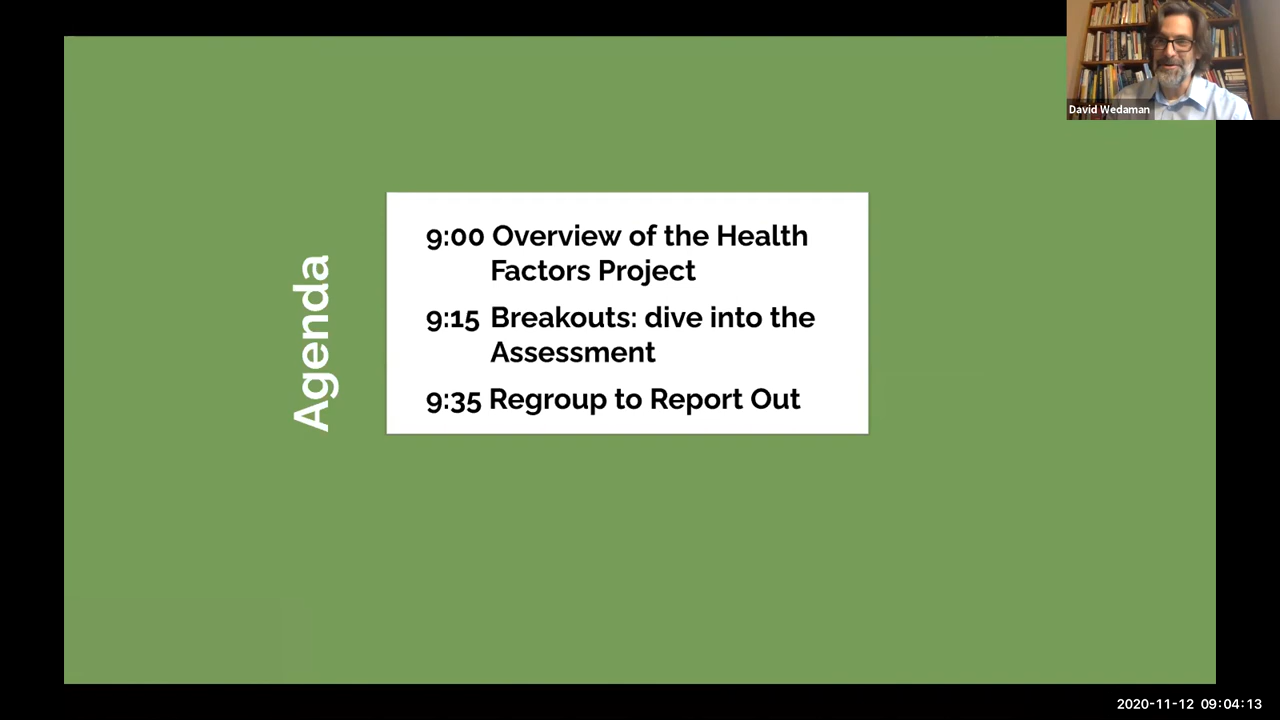 David Wedaman
Agenda
9:00 Overview of the Health
Factors Project
9:15 Breakouts: dive into the
Assessment
9:35 Regroup to Report Out
2020-11-12 09:04:13